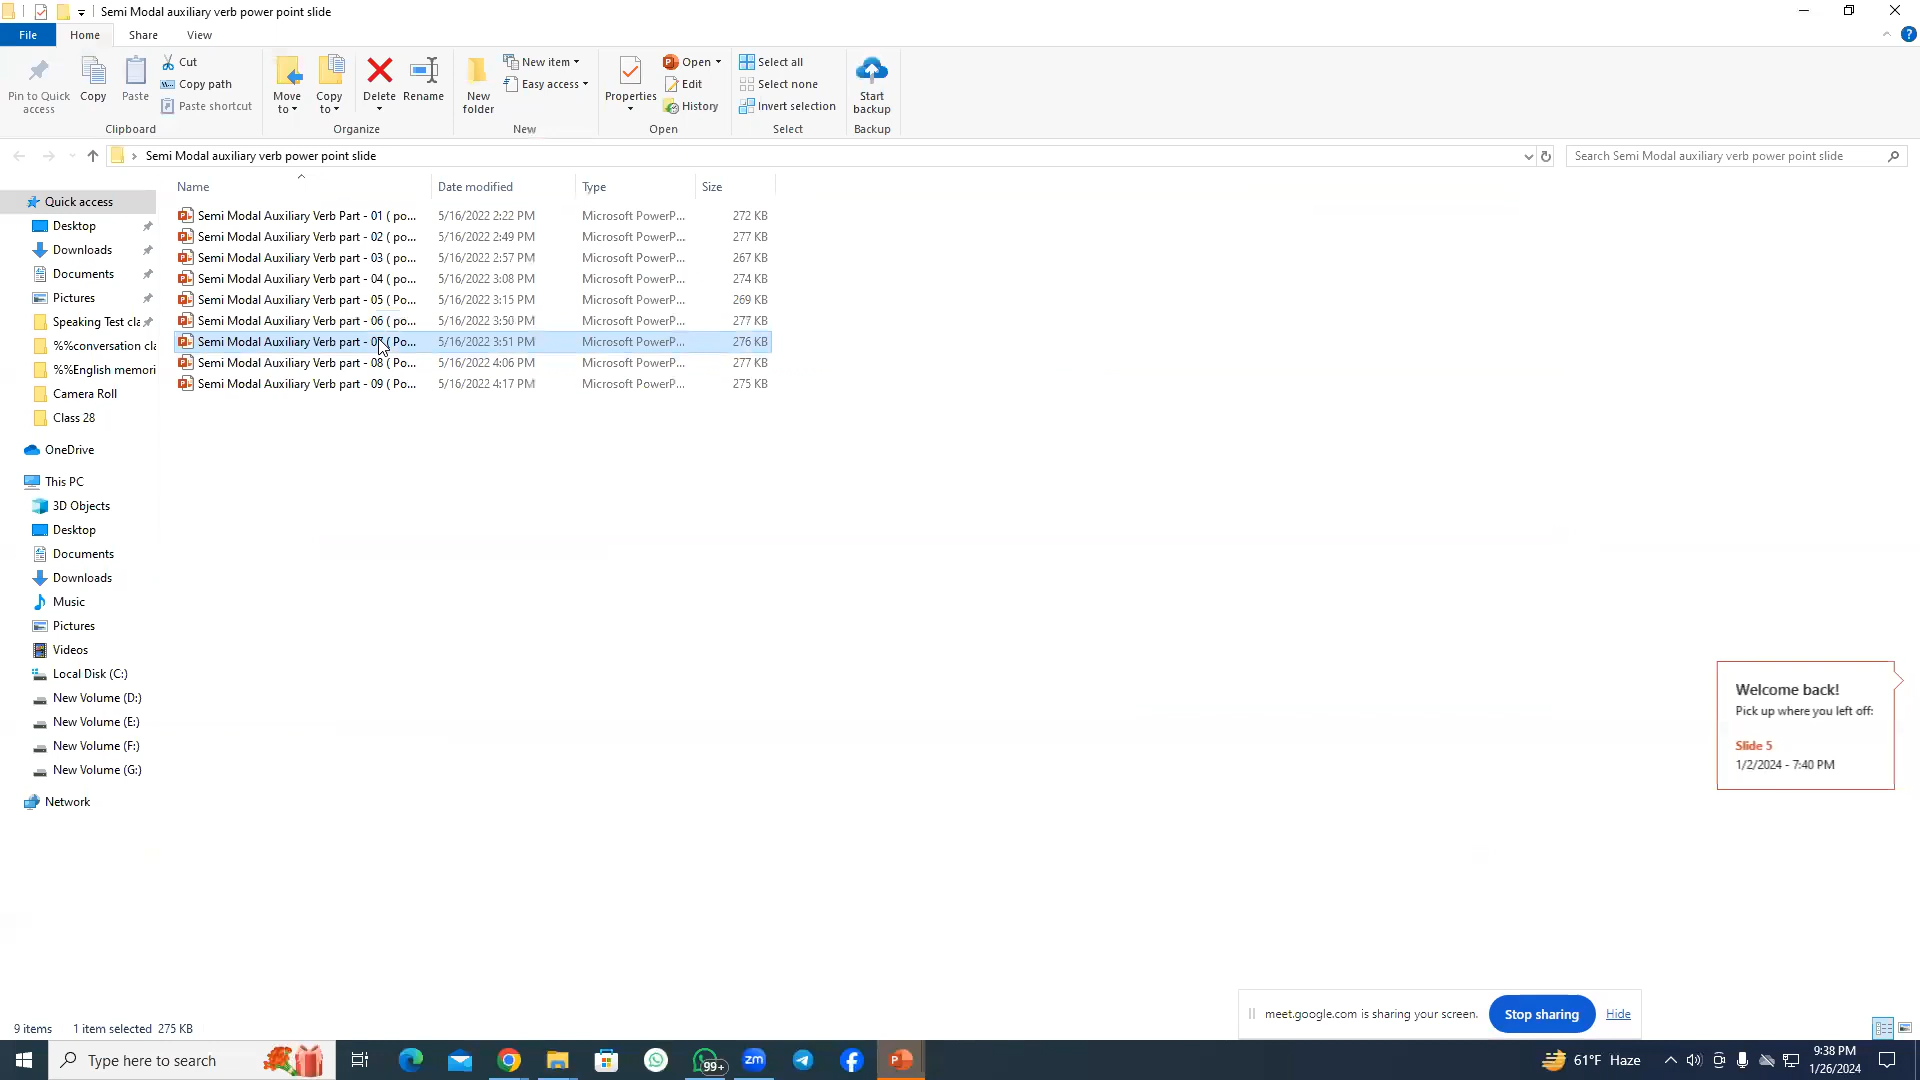 Semi Modal auxiliary verb power point slide
File Home Share View
Pin to Quick access
Copy
Paste
Cut
Copy path
Paste shortcut
Clipboard
Move to
Copy to
Delete
Rename
Organize
New folder
New item
Easy access
New
Properties
Open
Edit
History
Open
Select all
Select none
Invert selection
Select
Start backup
Backup
Semi Modal auxiliary verb power point slide
Search Semi Modal auxiliary verb power point slide
Name Date modified Type Size
Semi Modal Auxiliary Verb Part - 01 ( po... 5/16/2022 2:22 PM Microsoft PowerP... 272 KB
Semi Modal Auxiliary Verb part - 02 ( po... 5/16/2022 2:49 PM Microsoft PowerP... 277 KB
Semi Modal Auxiliary Verb part - 03 ( po... 5/16/2022 2:57 PM Microsoft PowerP... 267 KB
Semi Modal Auxiliary Verb part - 04 ( po... 5/16/2022 3:08 PM Microsoft PowerP... 274 KB
Semi Modal Auxiliary Verb part - 05 ( Po... 5/16/2022 3:15 PM Microsoft PowerP... 269 KB
Semi Modal Auxiliary Verb part - 06 ( po... 5/16/2022 3:50 PM Microsoft PowerP... 277 KB
Semi Modal Auxiliary Verb part - 07 ( Po... 5/16/2022 3:51 PM Microsoft PowerP... 276 KB
Semi Modal Auxiliary Verb part - 08 ( Po... 5/16/2022 4:06 PM Microsoft PowerP... 277 KB
Semi Modal Auxiliary Verb part - 09 ( Po... 5/16/2022 4:17 PM Microsoft PowerP... 275 KB
Quick access
Desktop
Downloads
Documents
Pictures
Speaking Test cla
%%conversation cla
%%English memori
Camera Roll
Class 28
OneDrive
This PC
3D Objects
Desktop
Documents
Downloads
Music
Pictures
Videos
Local Disk (C:)
New Volume (D:)
New Volume (E:)
New Volume (F:)
New Volume (G:)
Network
Welcome back!
Pick up where you left off:
Slide 5
1/2/2024 - 7:40 PM
meet.google.com is sharing your screen. Stop sharing Hide
9 items 1 item selected 275 KB
Type here to search
zm
99+
61°F Haze
9:38 PM
1/26/2024